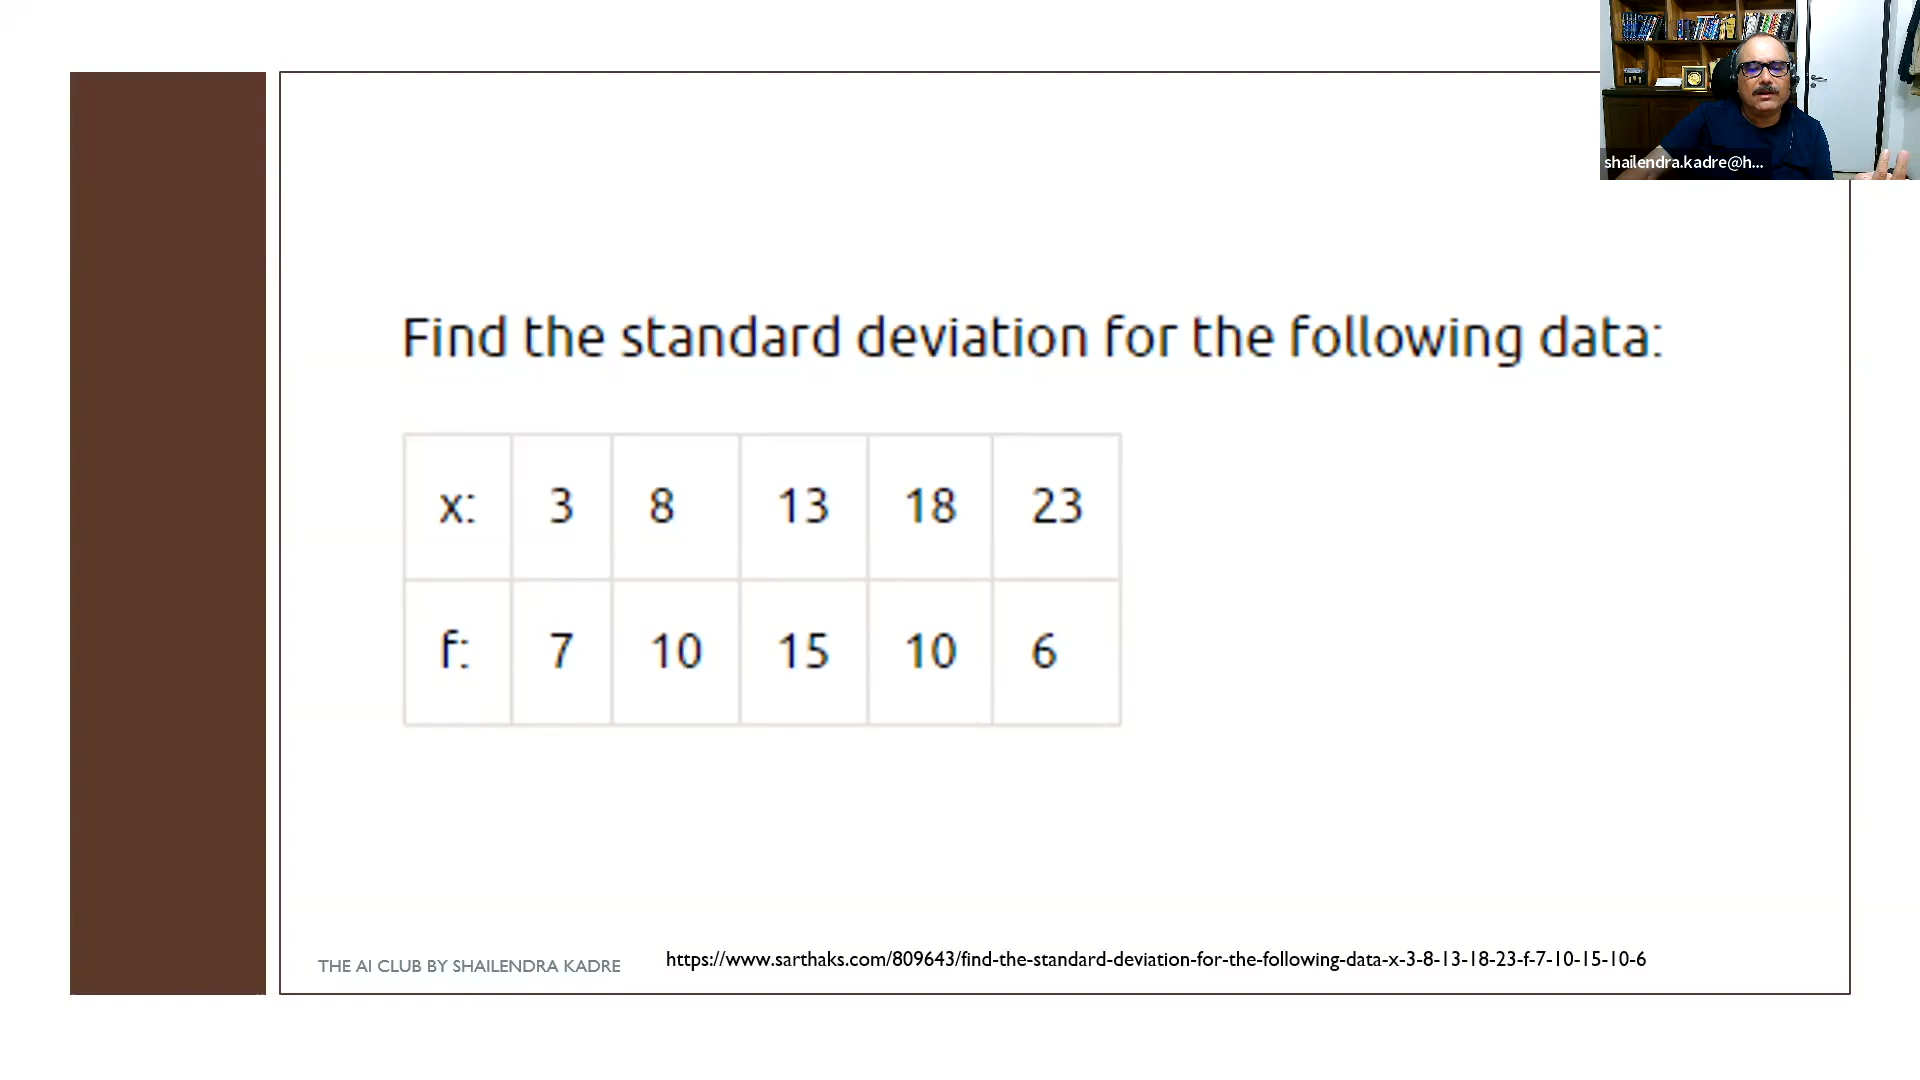 shailendra.kadre@h...
Find the standard deviation for the following data:
x: 3 8 13 18 23
f: 7 10 15 10 6
THE AI CLUB BY SHAILENDRA KADRE
https://www.sarthaks.com/809643/find-the-standard-deviation-for-the-following-data-x-3-8-13-18-23-f-7-10-15-10-6